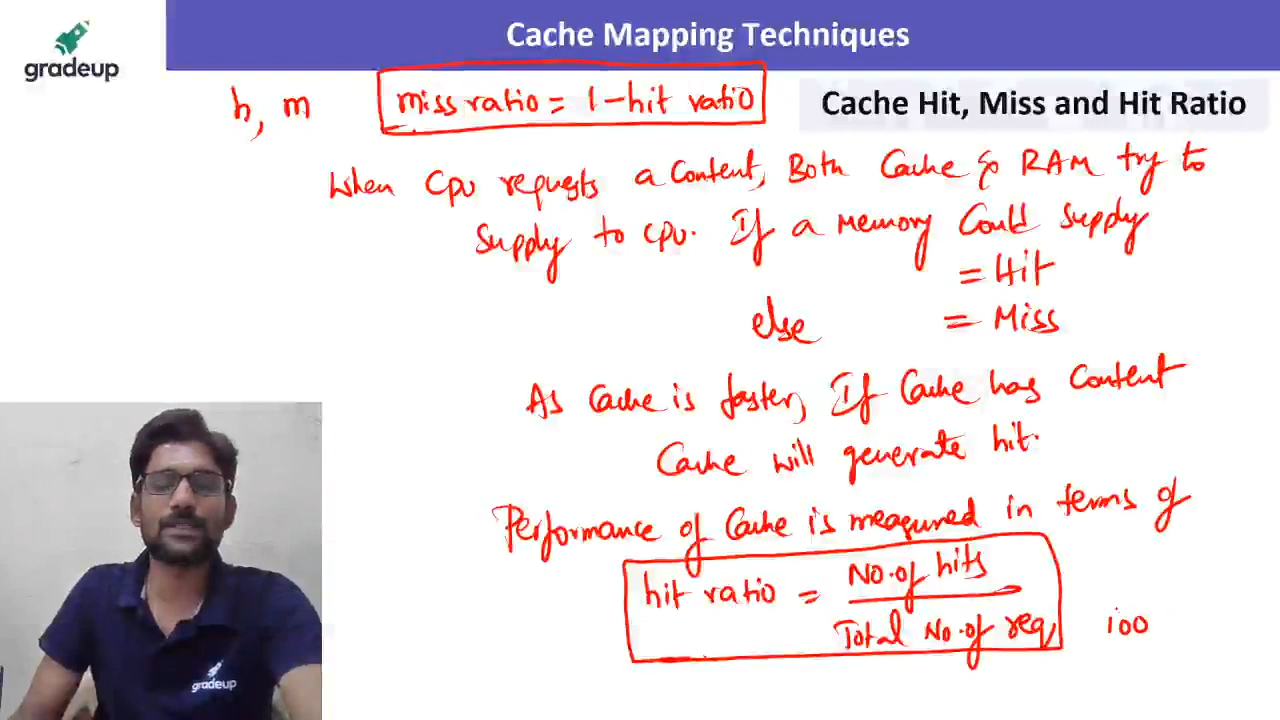 Cache Mapping Techniques
gradeup
h, m
miss ratio = 1 - hit ratio
Cache Hit, Miss and Hit Ratio
When CPU requests a Content, Both Cache & RAM try to
supply to CPU. If a memory Could supply
= Hit
else = Miss
As Cache is faster, If Cache has Content
Cache will generate hit.
Performance of Cache is measured in terms of
hit ratio = No. of hits
Total No. of req
100
gradeup